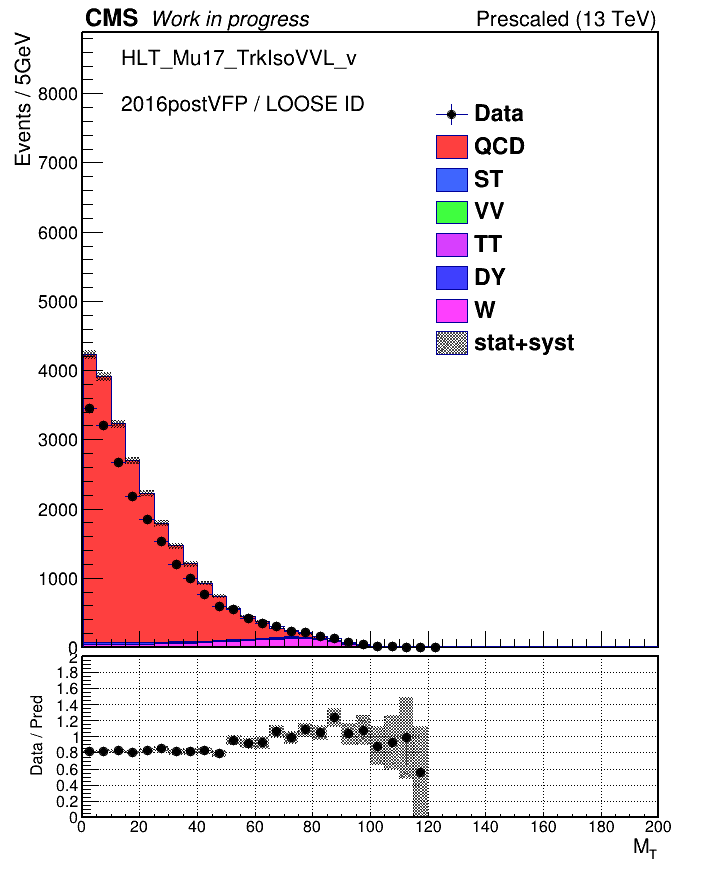 CMS Work in progress Prescaled (13 TeV)
HLT_Mu17_TrkIsoVVL_v
2016postVFP / LOOSE ID
Events / 5GeV
8000
7000
6000
5000
4000
3000
2000
1000
0
Data
QCD
ST
VV
TT
DY
W
stat+syst
Data / Pred
2
1.8
1.6
1.4
1.2
1
0.8
0.6
0.4
0.2
0
0 20 40 60 80 100 120 140 160 180 200
M_T